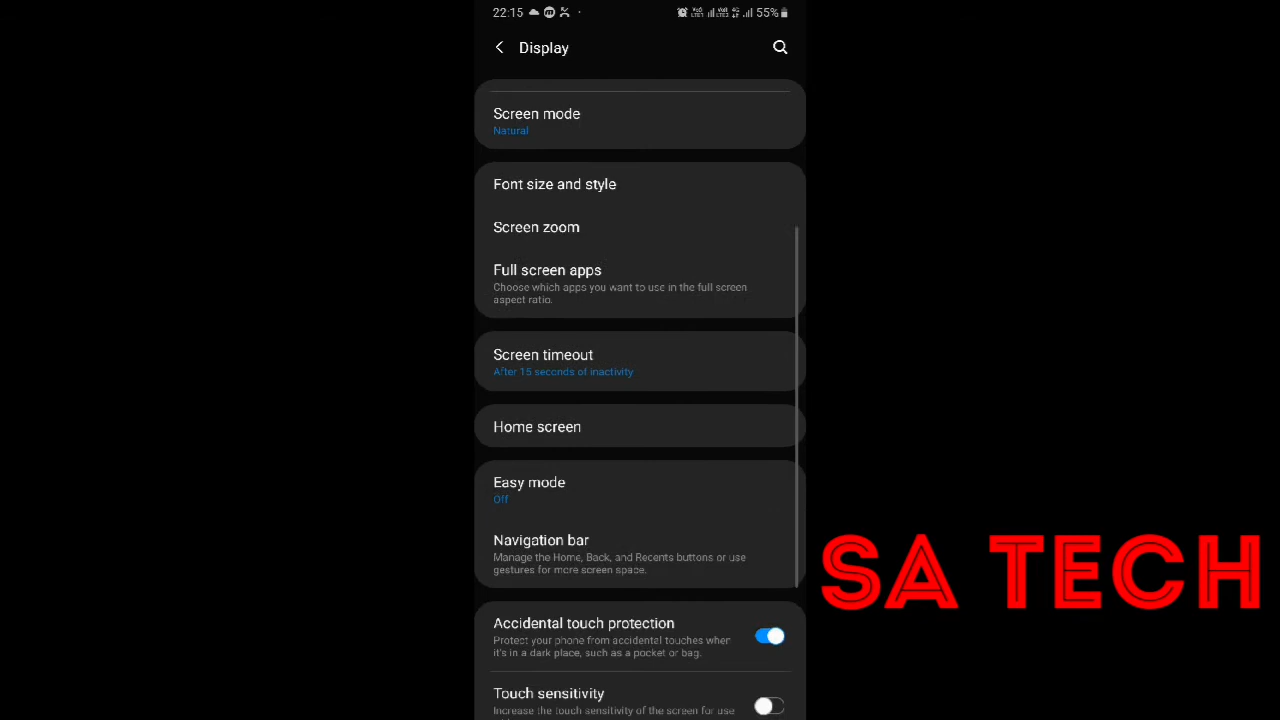 22:15
55%
Display
Screen mode
Natural
Font size and style
Screen zoom
Full screen apps
Choose which apps you want to use in the full screen
aspect ratio.
Screen timeout
After 15 seconds of inactivity
Home screen
Easy mode
Off
Navigation bar
Manage the Home, Back, and Recents buttons or use
gestures for more screen space.
Accidental touch protection
Protect your phone from accidental touches when
it's in a dark place, such as a pocket or bag.
Touch sensitivity
Increase the touch sensitivity of the screen for use
SA TECH